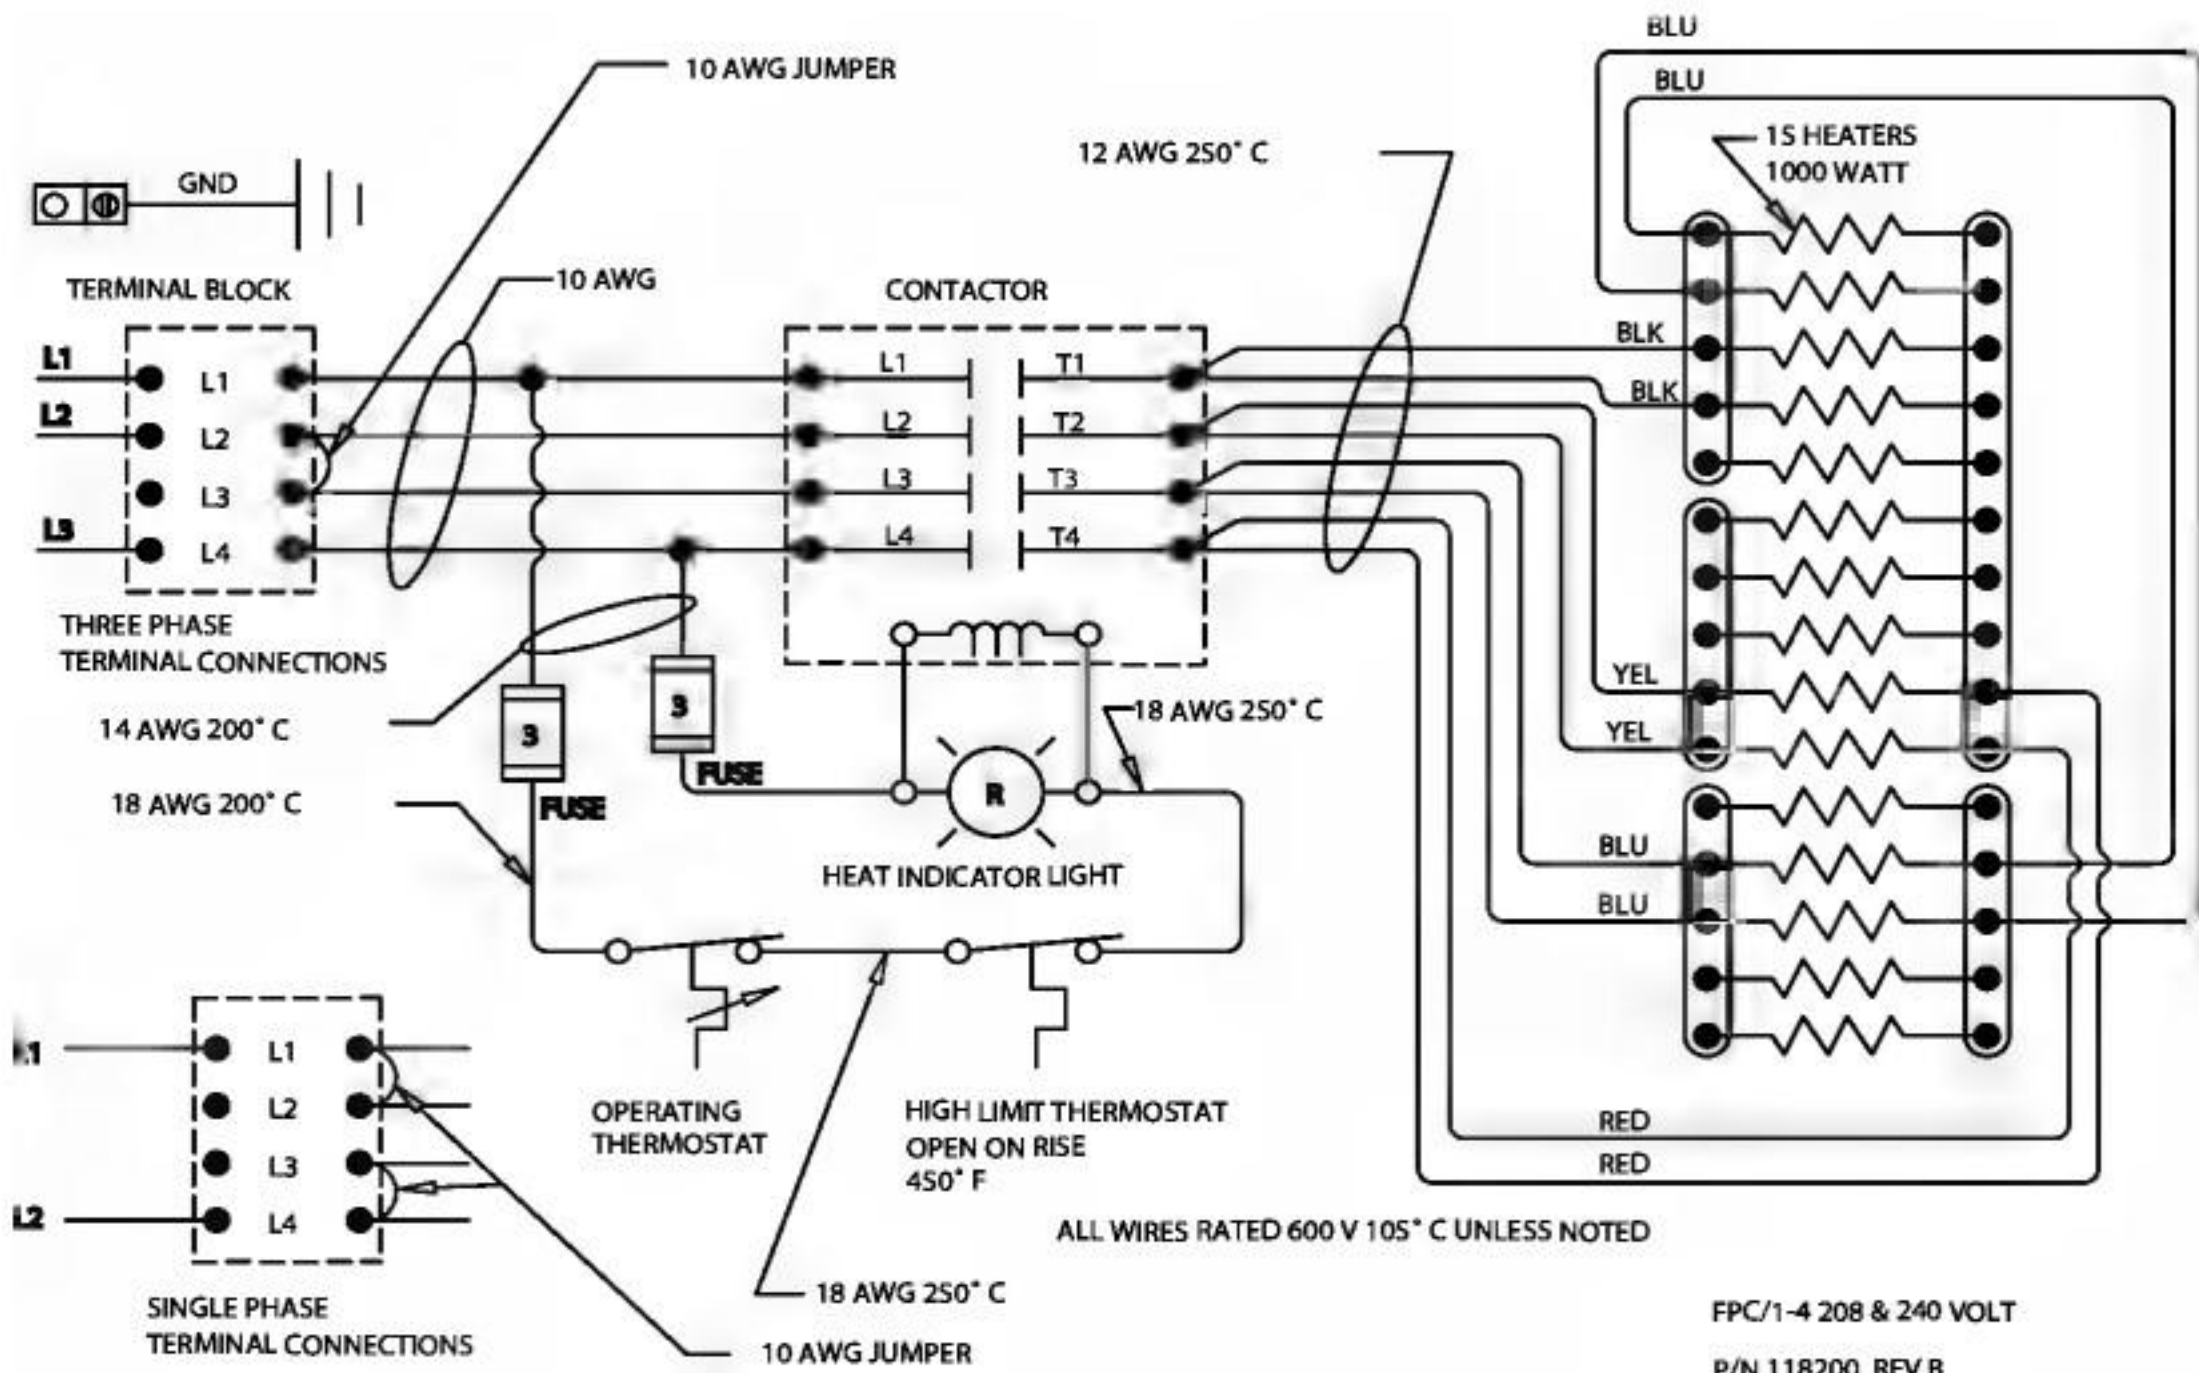 BLU
BLU
10 AWG JUMPER
12 AWG 250° C
15 HEATERS
1000 WATT
GND
TERMINAL BLOCK
10 AWG
CONTACTOR
L1
L2
L3
L1
L2
L3
L4
L1
L2
L3
L4
T1
T2
T3
T4
BLK
BLK
THREE PHASE
TERMINAL CONNECTIONS
14 AWG 200° C
18 AWG 200° C
3
FUSE
3
FUSE
18 AWG 250° C
R
HEAT INDICATOR LIGHT
YEL
YEL
BLU
BLU
L1
L2
L3
L4
L2
SINGLE PHASE
TERMINAL CONNECTIONS
OPERATING
THERMOSTAT
HIGH LIMIT THERMOSTAT
OPEN ON RISE
450° F
RED
RED
ALL WIRES RATED 600 V 105° C UNLESS NOTED
18 AWG 250° C
10 AWG JUMPER
FPC/1-4 208 & 240 VOLT
P/N 118200 REV B